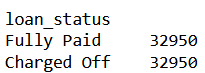 loan_status
Fully Paid     32950
Charged Off    32950